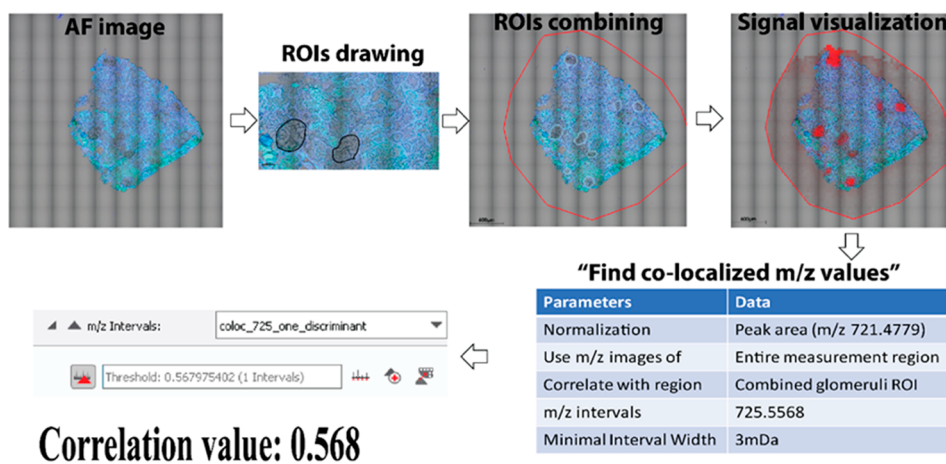 AF image
ROIs drawing
ROIs combining
Signal visualization
"Find co-localized m/z values"
Parameters Data
Normalization Peak area (m/z 721.4779)
Use m/z images of Entire measurement region
Correlate with region Combined glomeruli ROI
m/z intervals 725.5568
Minimal Interval Width 3mDa
m/z Intervals: coloc_725_one_discriminant
Threshold: 0.567975402 (1 Intervals)
Correlation value: 0.568